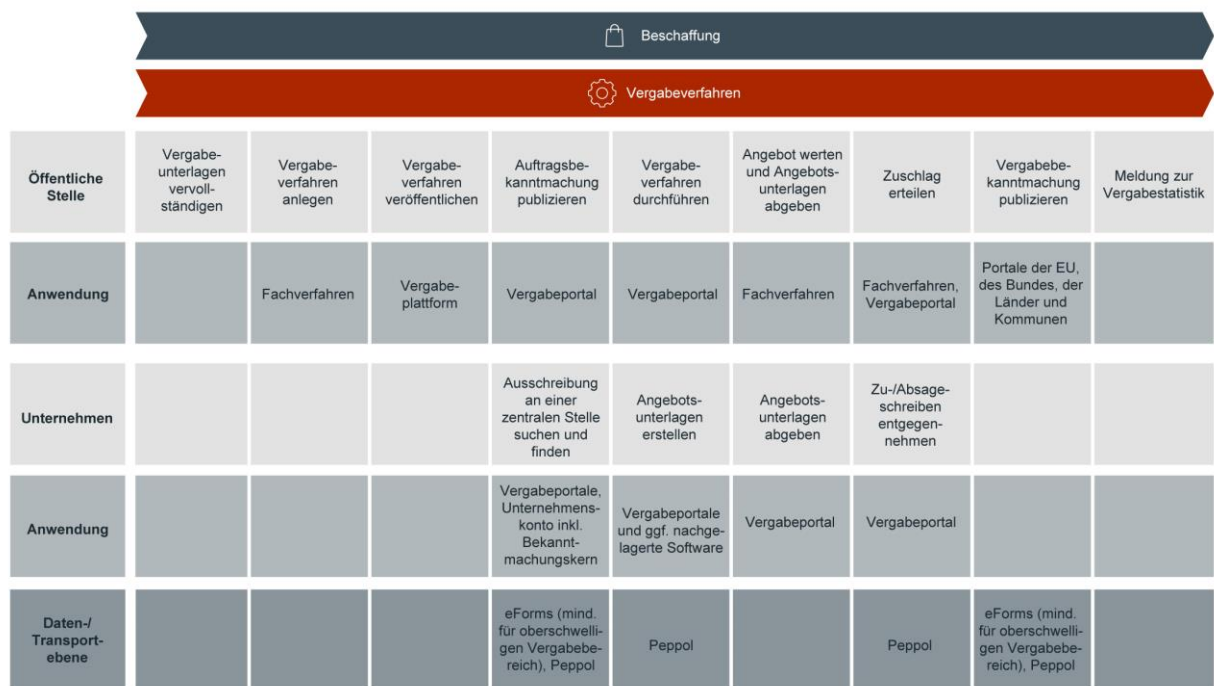 Beschaffung
Vergabeverfahren
Öffentliche
Stelle
Vergabe-
unterlagen
vervoll-
ständigen
Vergabe-
verfahren
anlegen
Vergabe-
verfahren
veröffentlichen
Auftragsbe-
kanntmachung
publizieren
Vergabe-
verfahren
durchführen
Angebot werten
und Angebots-
unterlagen
abgeben
Zuschlag
erteilen
Vergabebe-
kanntmachung
publizieren
Meldung zur
Vergabestatistik
Anwendung
Fachverfahren
Vergabe-
plattform
Vergabeportal
Vergabeportal
Fachverfahren
Fachverfahren,
Vergabeportal
Portale der EU,
des Bundes, der
Länder und
Kommunen
Unternehmen
Ausschreibung
an einer
zentralen Stelle
suchen und
finden
Angebots-
unterlagen
erstellen
Angebots-
unterlagen
abgeben
Zu-/Absage-
schreiben
entgegen-
nehmen
Anwendung
Vergabeportale,
Unternehmens-
konto inkl.
Bekannt-
machungskern
Vergabeportale
und ggf. nachge-
lagerte Software
Vergabeportal
Vergabeportal
Daten-/
Transport-
ebene
eForms (mind.
für oberschwelli-
gen Vergabebe-
reich), Peppol
Peppol
Peppol
eForms (mind.
für oberschwelli-
gen Vergabebe-
reich), Peppol